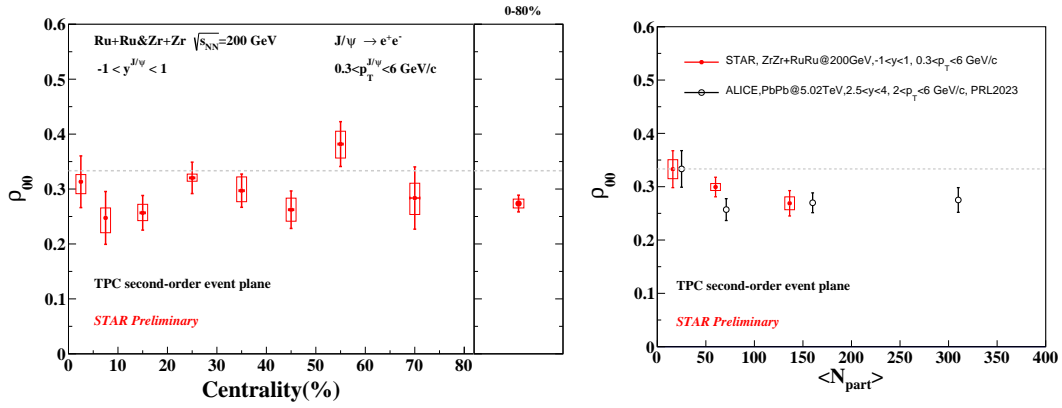 0-80%
0.6
0.5
0.4
0.3
0.2
0.1
0
ρ00
Ru+Ru&Zr+Zr √sNN=200 GeV
J/ψ → e+e-
-1 < yJ/ψ < 1
0.3<pTJ/ψ<6 GeV/c
TPC second-order event plane
STAR Preliminary
0 10 20 30 40 50 60 70 80
Centrality(%)
0.6
0.5
0.4
0.3
0.2
0.1
0
ρ00
STAR, ZrZr+RuRu@200GeV,-1<y<1, 0.3<pT<6 GeV/c
ALICE,PbPb@5.02TeV,2.5<y<4, 2<pT<6 GeV/c, PRL2023
TPC second-order event plane
STAR Preliminary
0 50 100 150 200 250 300 350 400
<Npart>